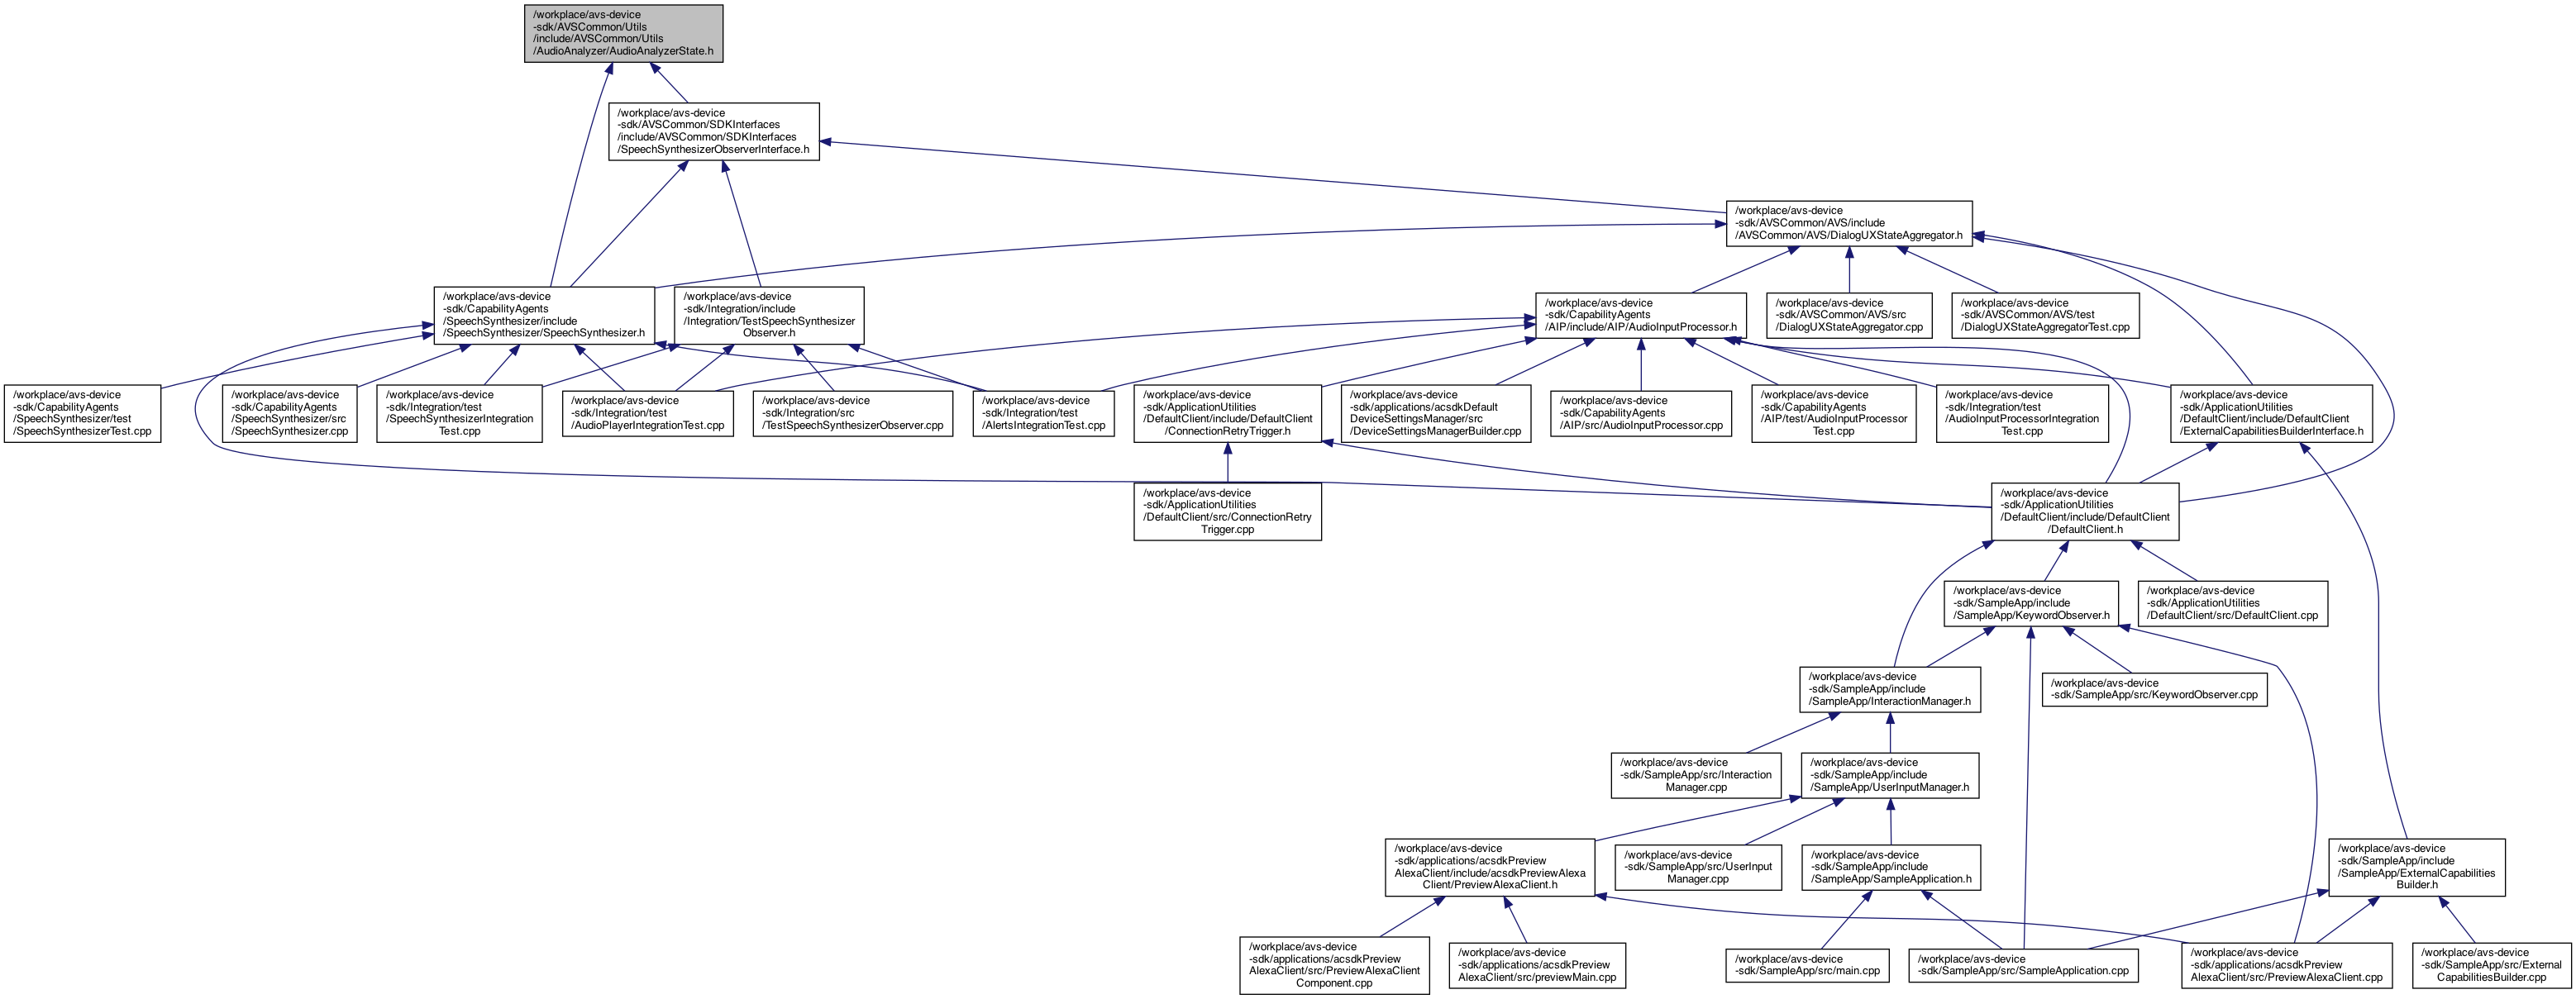 /workplace/avs-device
-sdk/AVSCommon/Utils
/include/AVSCommon/Utils
/AudioAnalyzer/AudioAnalyzerState.h
/workplace/avs-device
-sdk/AVSCommon/SDKInterfaces
/include/AVSCommon/SDKInterfaces
/SpeechSynthesizerObserverInterface.h
/workplace/avs-device
-sdk/AVSCommon/AVS/include
/AVSCommon/AVS/DialogUXStateAggregator.h
/workplace/avs-device
-sdk/CapabilityAgents
/SpeechSynthesizer/include
/SpeechSynthesizer/SpeechSynthesizer.h
/workplace/avs-device
-sdk/Integration/include
/Integration/TestSpeechSynthesizer
Observer.h
/workplace/avs-device
-sdk/CapabilityAgents
/AIP/include/AIP/AudioInputProcessor.h
/workplace/avs-device
-sdk/AVSCommon/AVS/src
/DialogUXStateAggregator.cpp
/workplace/avs-device
-sdk/AVSCommon/AVS/test
/DialogUXStateAggregatorTest.cpp
/workplace/avs-device
-sdk/CapabilityAgents
/SpeechSynthesizer/test
/SpeechSynthesizerTest.cpp
/workplace/avs-device
-sdk/CapabilityAgents
/SpeechSynthesizer/src
/SpeechSynthesizer.cpp
/workplace/avs-device
-sdk/Integration/test
/SpeechSynthesizerIntegration
Test.cpp
/workplace/avs-device
-sdk/Integration/test
/AudioPlayerIntegrationTest.cpp
/workplace/avs-device
-sdk/Integration/src
/TestSpeechSynthesizerObserver.cpp
/workplace/avs-device
-sdk/Integration/test
/AlertsIntegrationTest.cpp
/workplace/avs-device
-sdk/ApplicationUtilities
/DefaultClient/include/DefaultClient
/ConnectionRetryTrigger.h
/workplace/avs-device
-sdk/applications/acsdkDefault
DeviceSettingsManager/src
/DeviceSettingsManagerBuilder.cpp
/workplace/avs-device
-sdk/CapabilityAgents
/AIP/src/AudioInputProcessor.cpp
/workplace/avs-device
-sdk/CapabilityAgents
/AIP/test/AudioInputProcessor
Test.cpp
/workplace/avs-device
-sdk/Integration/test
/AudioInputProcessorIntegration
Test.cpp
/workplace/avs-device
-sdk/ApplicationUtilities
/DefaultClient/include/DefaultClient
/ExternalCapabilitiesBuilderInterface.h
/workplace/avs-device
-sdk/ApplicationUtilities
/DefaultClient/src/ConnectionRetry
Trigger.cpp
/workplace/avs-device
-sdk/ApplicationUtilities
/DefaultClient/include/DefaultClient
/DefaultClient.h
/workplace/avs-device
-sdk/SampleApp/include
/SampleApp/KeywordObserver.h
/workplace/avs-device
-sdk/ApplicationUtilities
/DefaultClient/src/DefaultClient.cpp
/workplace/avs-device
-sdk/SampleApp/include
/SampleApp/InteractionManager.h
/workplace/avs-device
-sdk/SampleApp/src/KeywordObserver.cpp
/workplace/avs-device
-sdk/SampleApp/src/Interaction
Manager.cpp
/workplace/avs-device
-sdk/SampleApp/include
/SampleApp/UserInputManager.h
/workplace/avs-device
-sdk/applications/acsdkPreview
AlexaClient/include/acsdkPreviewAlexa
Client/PreviewAlexaClient.h
/workplace/avs-device
-sdk/SampleApp/src/UserInput
Manager.cpp
/workplace/avs-device
-sdk/SampleApp/include
/SampleApp/SampleApplication.h
/workplace/avs-device
-sdk/SampleApp/include
/SampleApp/ExternalCapabilities
Builder.h
/workplace/avs-device
-sdk/applications/acsdkPreview
AlexaClient/src/PreviewAlexaClient
Component.cpp
/workplace/avs-device
-sdk/applications/acsdkPreview
AlexaClient/src/previewMain.cpp
/workplace/avs-device
-sdk/SampleApp/src/main.cpp
/workplace/avs-device
-sdk/SampleApp/src/SampleApplication.cpp
/workplace/avs-device
-sdk/applications/acsdkPreview
AlexaClient/src/PreviewAlexaClient.cpp
/workplace/avs-device
-sdk/SampleApp/src/External
CapabilitiesBuilder.cpp